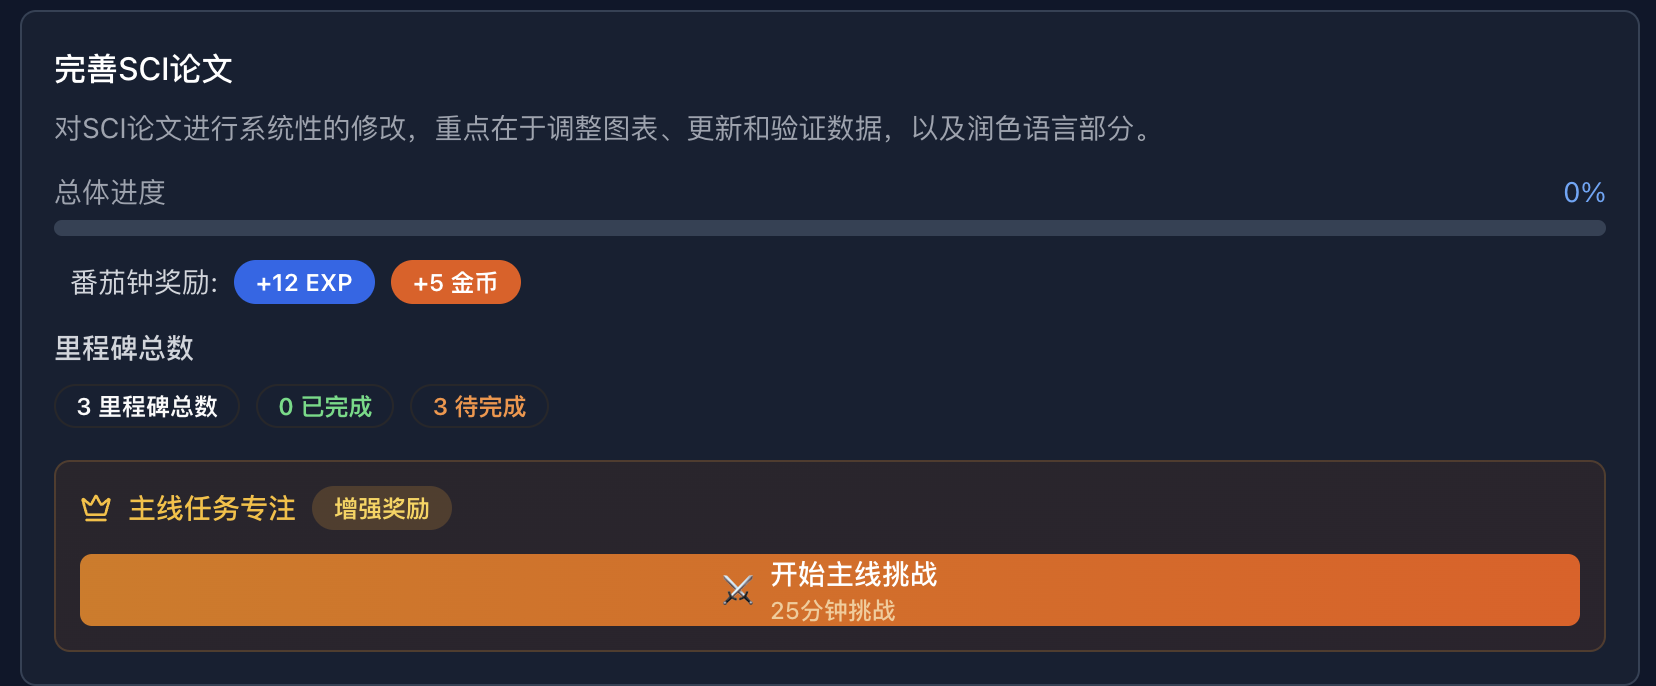 完善SCI论文
对SCI论文进行系统性的修改，重点在于调整图表、更新和验证数据，以及润色语言部分。
总体进度 0%
番茄钟奖励: +12 EXP +5 金币
里程碑总数
3 里程碑总数 0 已完成 3 待完成
主线任务专注 增强奖励
开始主线挑战
25分钟挑战